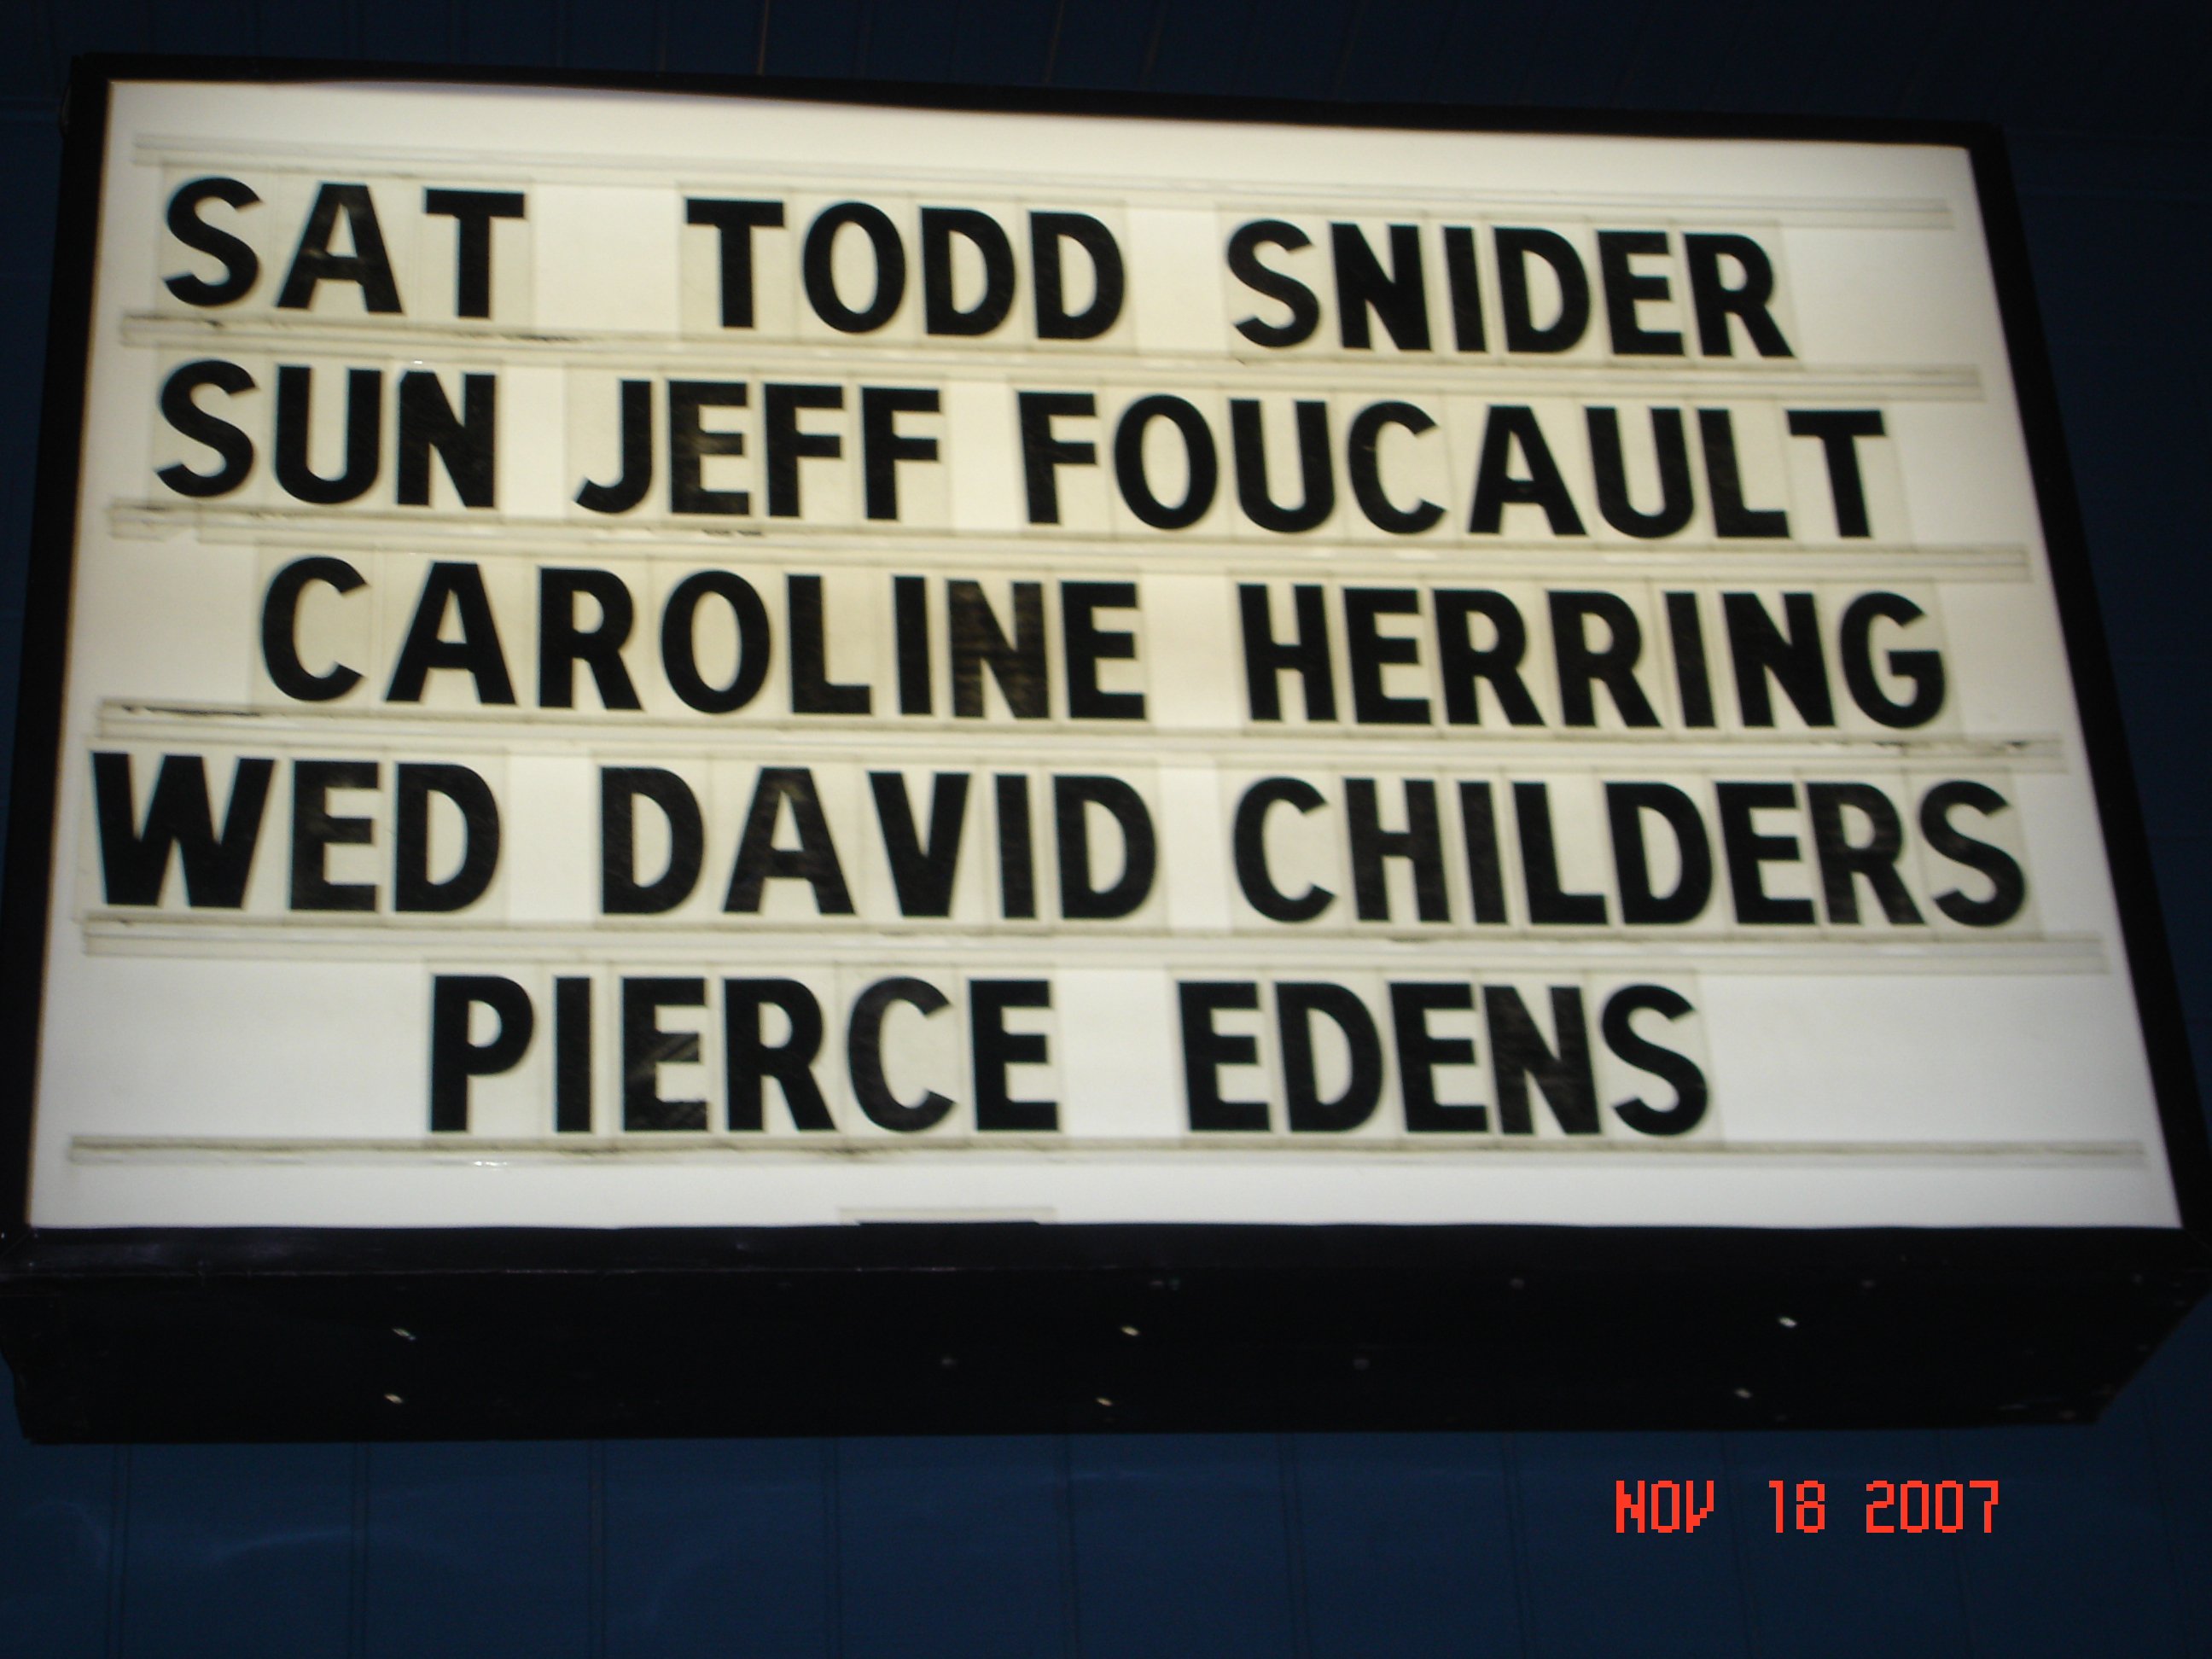 SAT TODD SNIDER
SUN JEFF FOUCAULT
CAROLINE HERRING
WED DAVID CHILDERS
PIERCE EDENS
NOV 18 2007